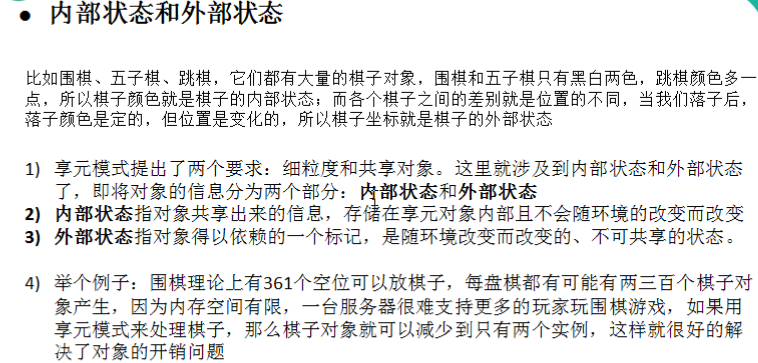 ● 内部状态和外部状态
比如围棋、五子棋、跳棋，它们都有大量的棋子对象，围棋和五子棋只有黑白两色，跳棋颜色多一
点，所以棋子颜色就是棋子的内部状态；而各个棋子之间的差别就是位置的不同，当我们落子后，
落子颜色是定的，但位置是变化的，所以棋子坐标就是棋子的外部状态
1) 享元模式提出了两个要求：细粒度和共享对象。这里就涉及到内部状态和外部状态
了，即将对象的信息分为两个部分：内部状态和外部状态
2) 内部状态指对象共享出来的信息，存储在享元对象内部且不会随环境的改变而改变
3) 外部状态指对象得以依赖的一个标记，是随环境改变而改变的、不可共享的状态。
4) 举个例子：围棋理论上有361个空位可以放棋子，每盘棋都有可能有两三百个棋子对
象产生，因为内存空间有限，一台服务器很难支持更多的玩家玩围棋游戏，如果用
享元模式来处理棋子，那么棋子对象就可以减少到只有两个实例，这样就很好的解
决了对象的开销问题